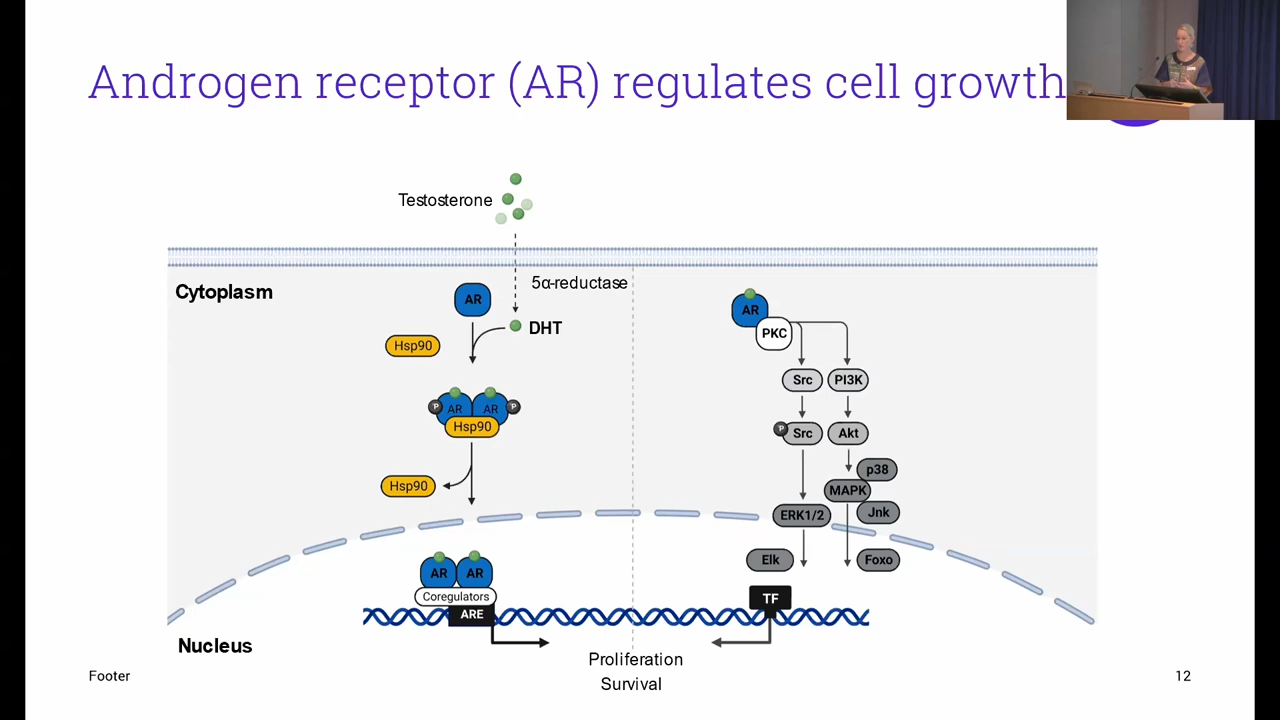 Androgen receptor (AR) regulates cell growth
Testosterone
Cytoplasm
5α-reductase
AR
DHT
Hsp90
P
AR
AR
P
Hsp90
Hsp90
AR
AR
Coregulators
ARE
AR
PKC
Src
PI3K
P
Src
Akt
p38
MAPK
Jnk
ERK1/2
Elk
Foxo
TF
Nucleus
Proliferation
Survival
Footer
12